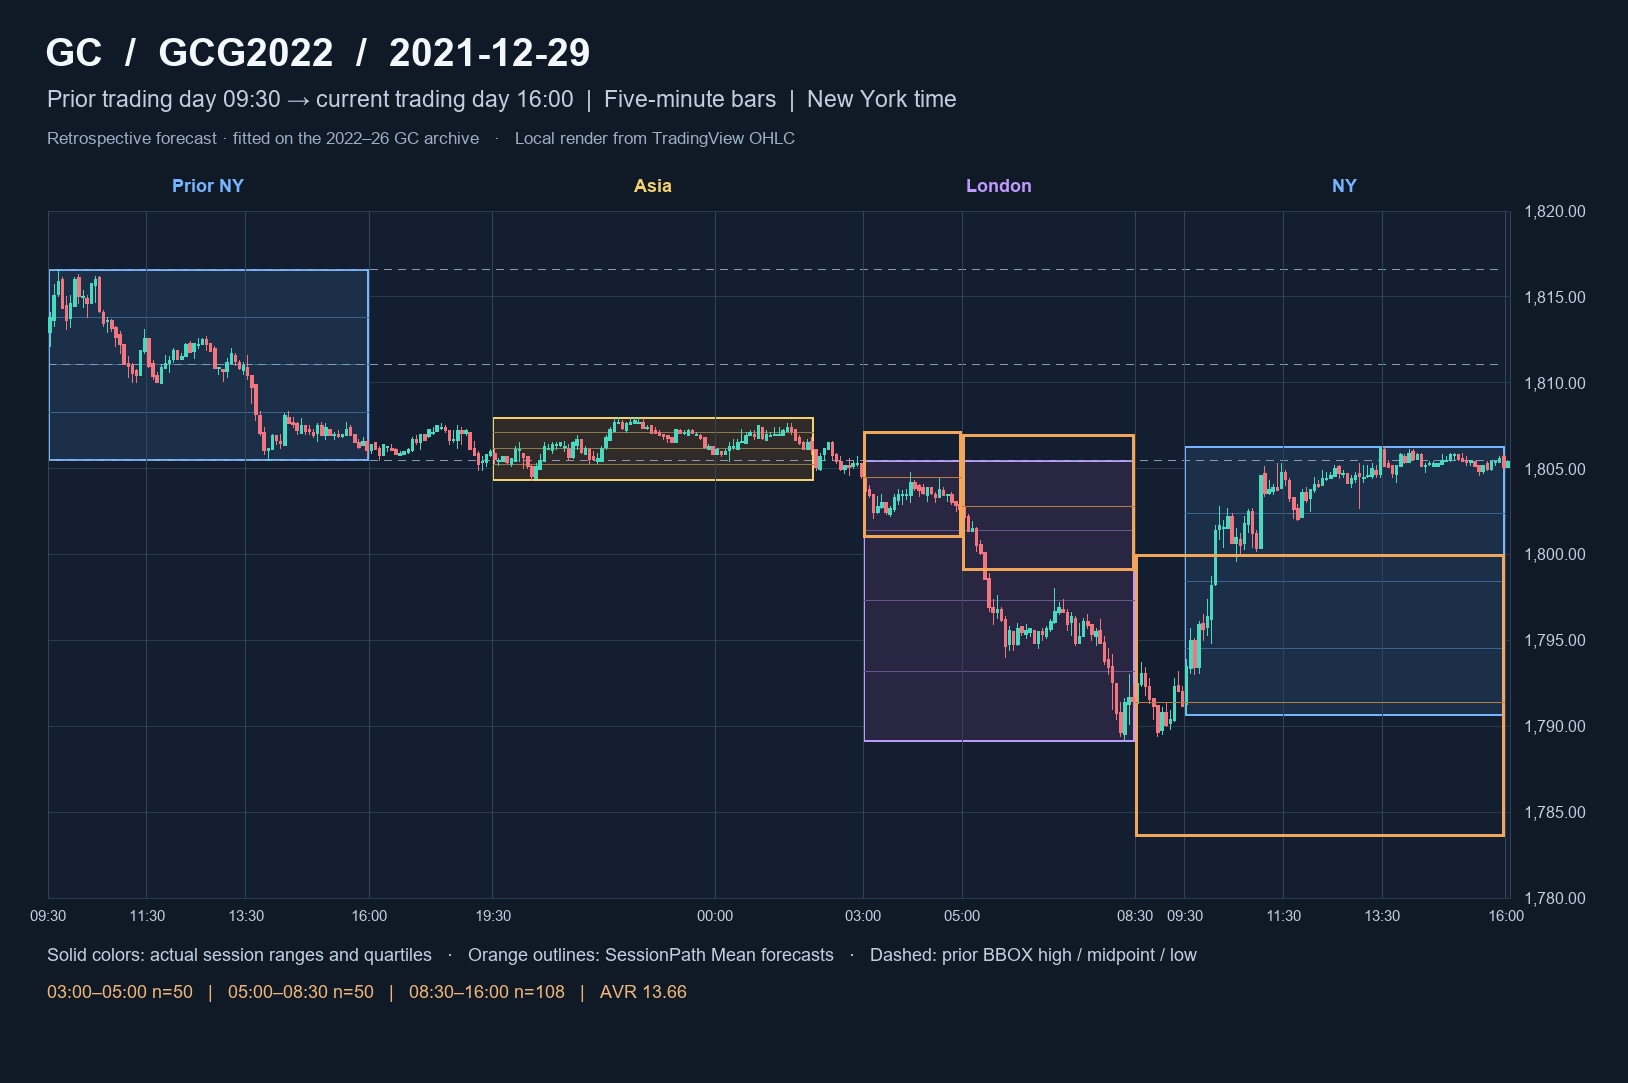 GC / GCG2022 / 2021-12-29
Prior trading day 09:30 → current trading day 16:00 | Five-minute bars | New York time
Retrospective forecast · fitted on the 2022–26 GC archive · Local render from TradingView OHLC
Prior NY Asia London NY
1,820.00
1,815.00
1,810.00
1,805.00
1,800.00
1,795.00
1,790.00
1,785.00
1,780.00
09:30 11:30 13:30 16:00 19:30 00:00 03:00 05:00 08:30 09:30 11:30 13:30 16:00
Solid colors: actual session ranges and quartiles · Orange outlines: SessionPath Mean forecasts · Dashed: prior BBOX high / midpoint / low
03:00–05:00 n=50 | 05:00–08:30 n=50 | 08:30–16:00 n=108 | AVR 13.66